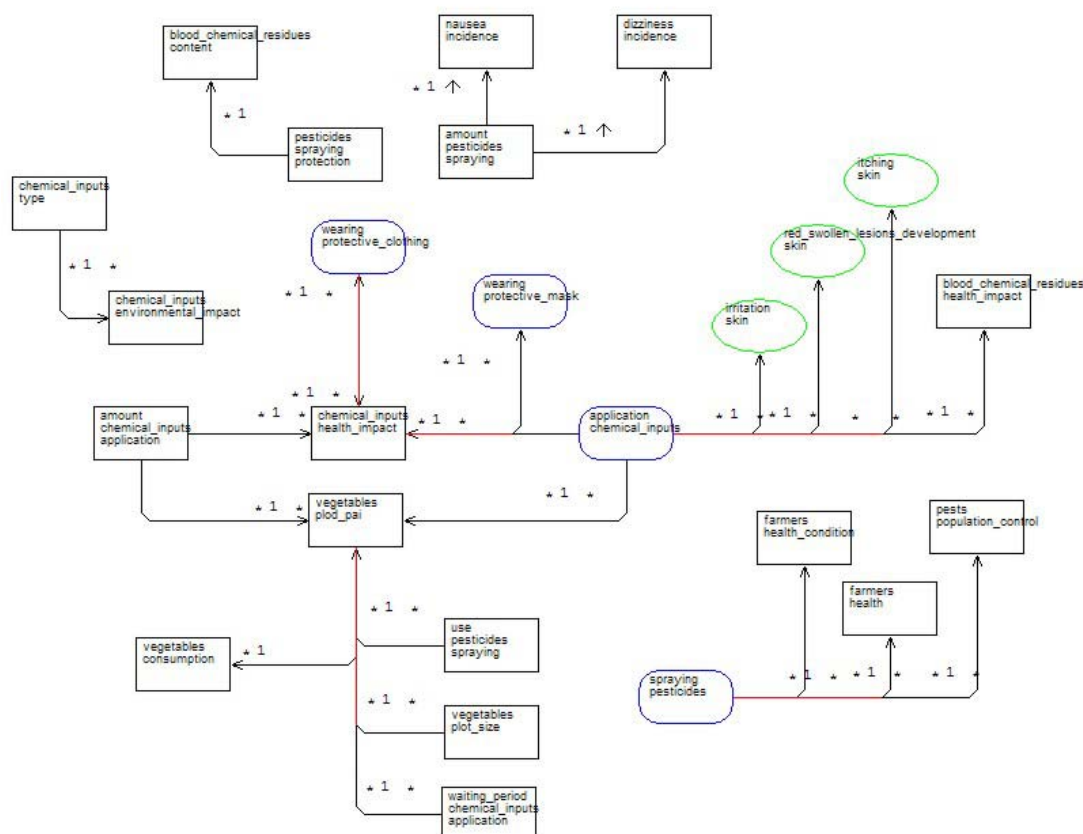 blood_chemical_residues
content
nausea
incidence
dizziness
incidence
* 1 ↑
* 1
* 1 ↑
pesticides
spraying
protection
amount
pesticides
spraying
itching
skin
chemical_inputs
type
wearing
protective_clothing
red_swollen_lesions_development
skin
* 1 *
wearing
protective_mask
blood_chemical_residues
health_impact
* 1 *
chemical_inputs
environmental_impact
irritation
skin
* 1 *
* 1 *
amount
chemical_inputs
application
* 1 *
chemical_inputs
health_impact
* 1 *
application
chemical_inputs
* 1 *
* 1 *
* *
* 1 *
vegetables
plod_pai
* 1 *
* 1 *
farmers
health_condition
pests
population_control
farmers
health
* 1 *
use
pesticides
spraying
vegetables
consumption
* 1
spraying
pesticides
* 1 *
* 1 *
* 1 *
vegetables
plot_size
* 1 *
* 1 *
waiting_period
chemical_inputs
application